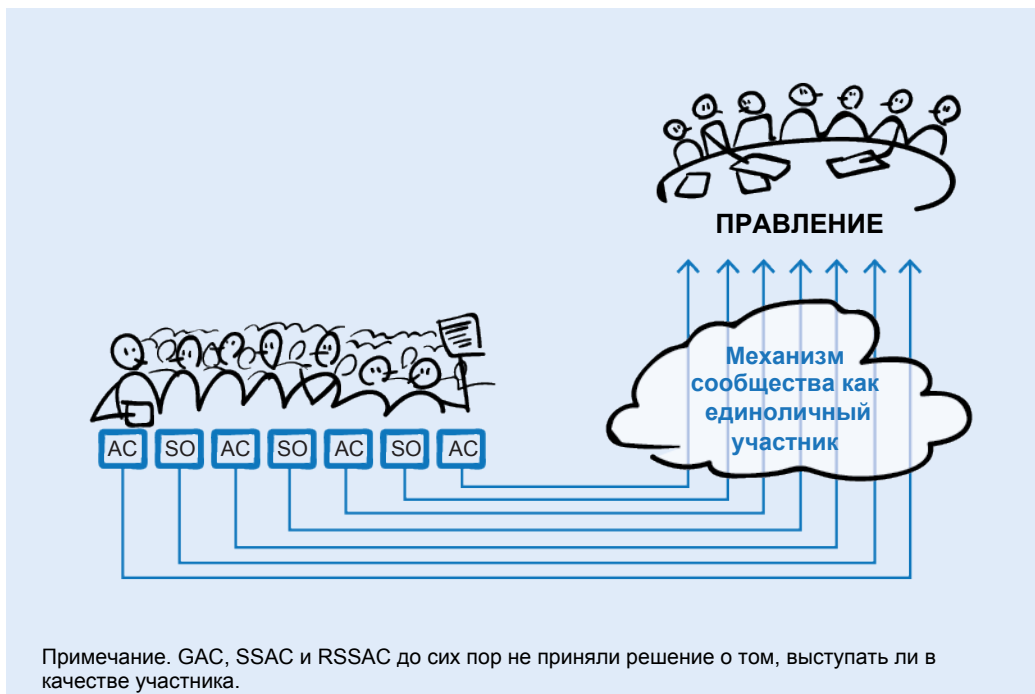 ПРАВЛЕНИЕ
Механизм
сообщества как
единоличный
участник
AC SO AC SO AC SO AC
Примечание. GAC, SSAC и RSSAC до сих пор не приняли решение о том, выступать ли в
качестве участника.